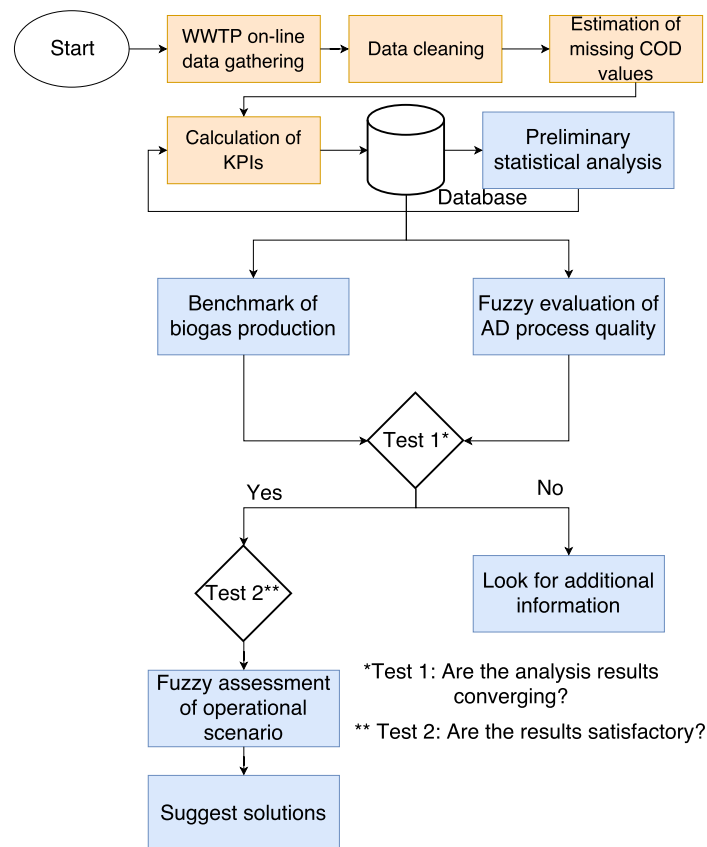 Start
WWTP on-line
data gathering
Data cleaning
Estimation of
missing COD
values
Calculation of
KPIs
Preliminary
statistical analysis
Database
Benchmark of
biogas production
Fuzzy evaluation of
AD process quality
Test 1*
Yes
No
Test 2**
Look for additional
information
*Test 1: Are the analysis results
converging?
** Test 2: Are the results satisfactory?
Fuzzy assessment
of operational
scenario
Suggest solutions